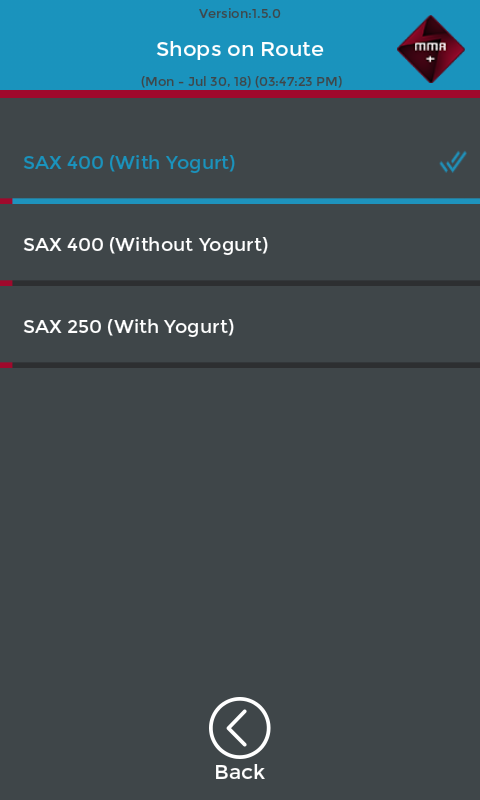 Version:1.5.0
Shops on Route
MMA
+
(Mon - Jul 30, 18) (03:47:23 PM)
SAX 400 (With Yogurt)
SAX 400 (Without Yogurt)
SAX 250 (With Yogurt)
Back